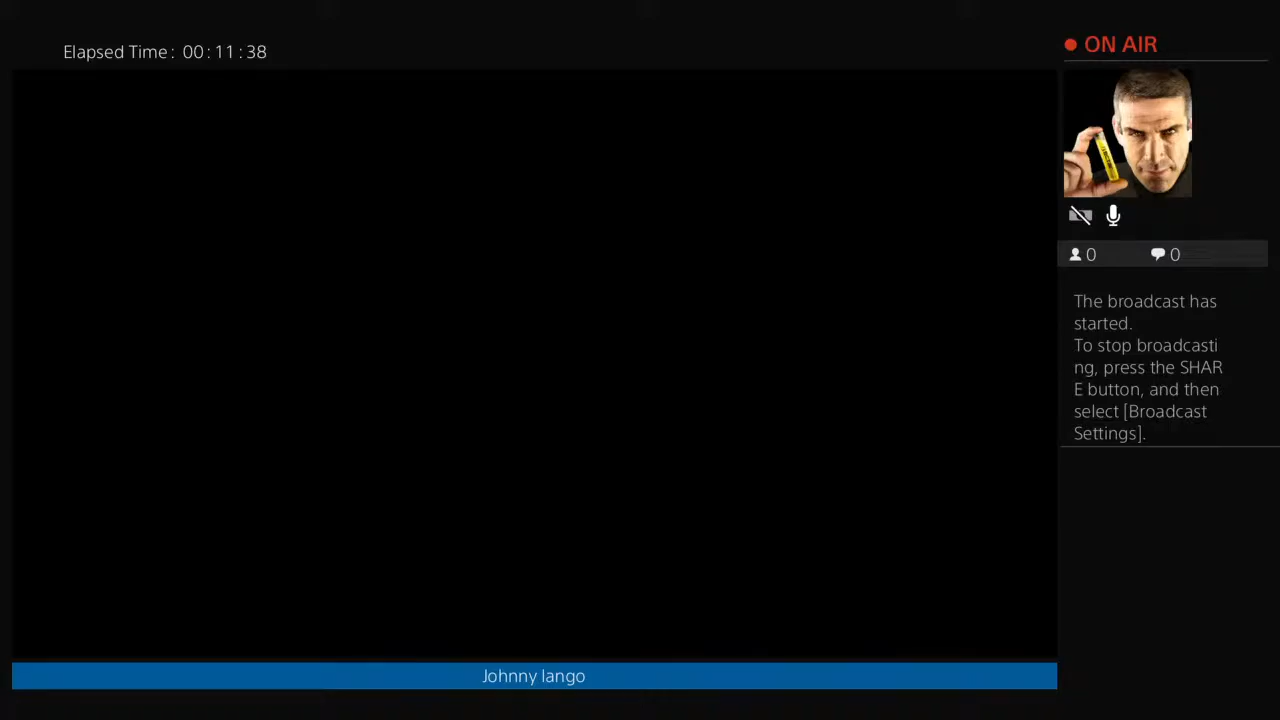 Elapsed Time: 00:11:38
ON AIR
0 0
The broadcast has
started.
To stop broadcasti
ng, press the SHAR
E button, and then
select [Broadcast
Settings].
Johnny lango